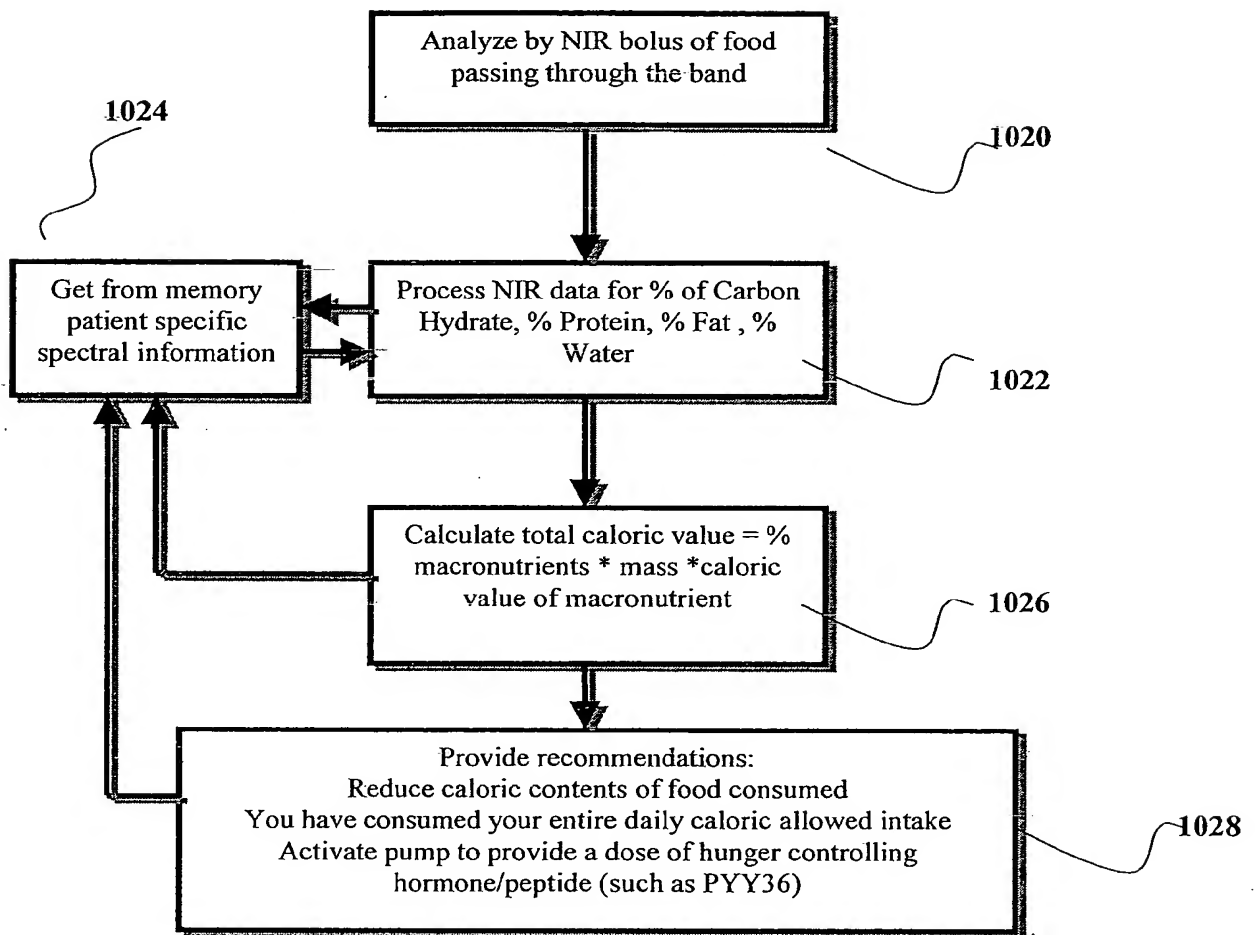 Analyze by NIR bolus of food
passing through the band
1024
1020
Get from memory
patient specific
spectral information
Process NIR data for % of Carbon
Hydrate, % Protein, % Fat , %
Water
1022
Calculate total caloric value = %
macronutrients * mass *caloric
value of macronutrient
1026
Provide recommendations:
Reduce caloric contents of food consumed
You have consumed your entire daily caloric allowed intake
Activate pump to provide a dose of hunger controlling
hormone/peptide (such as PYY36)
1028